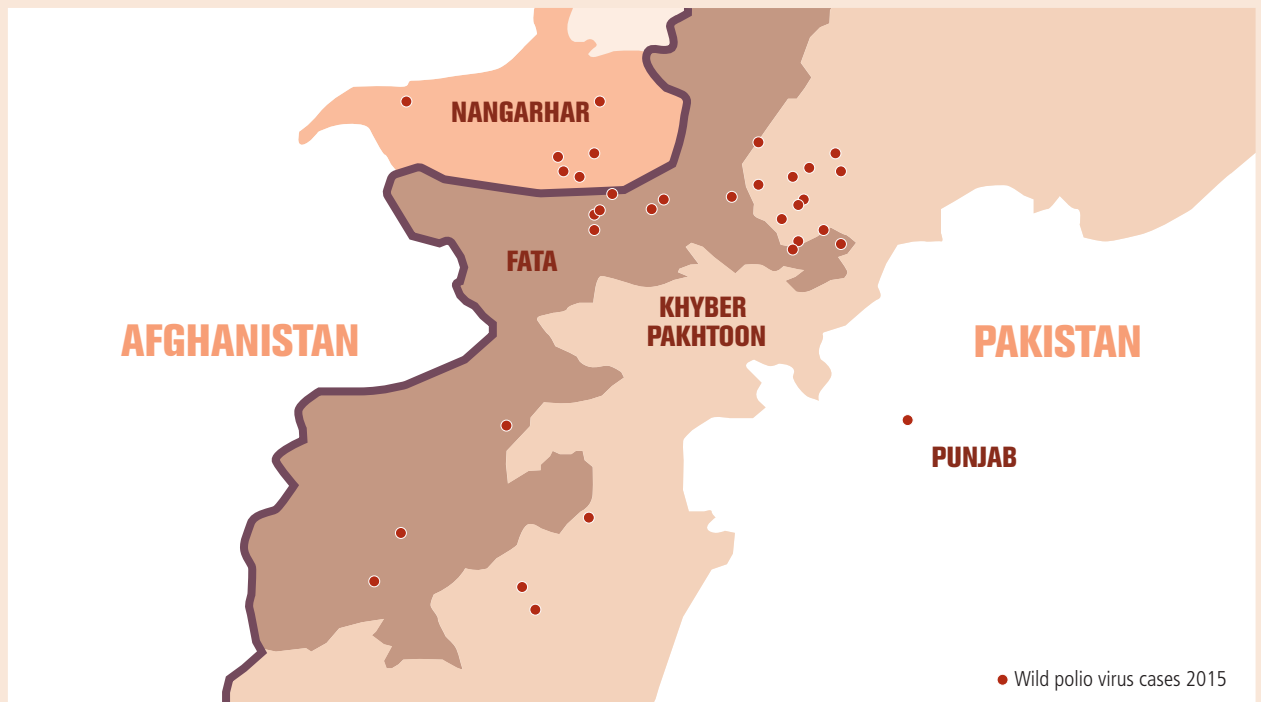 NANGARHAR
FATA
KHYBER
PAKHTOON
AFGHANISTAN
PAKISTAN
PUNJAB
Wild polio virus cases 2015